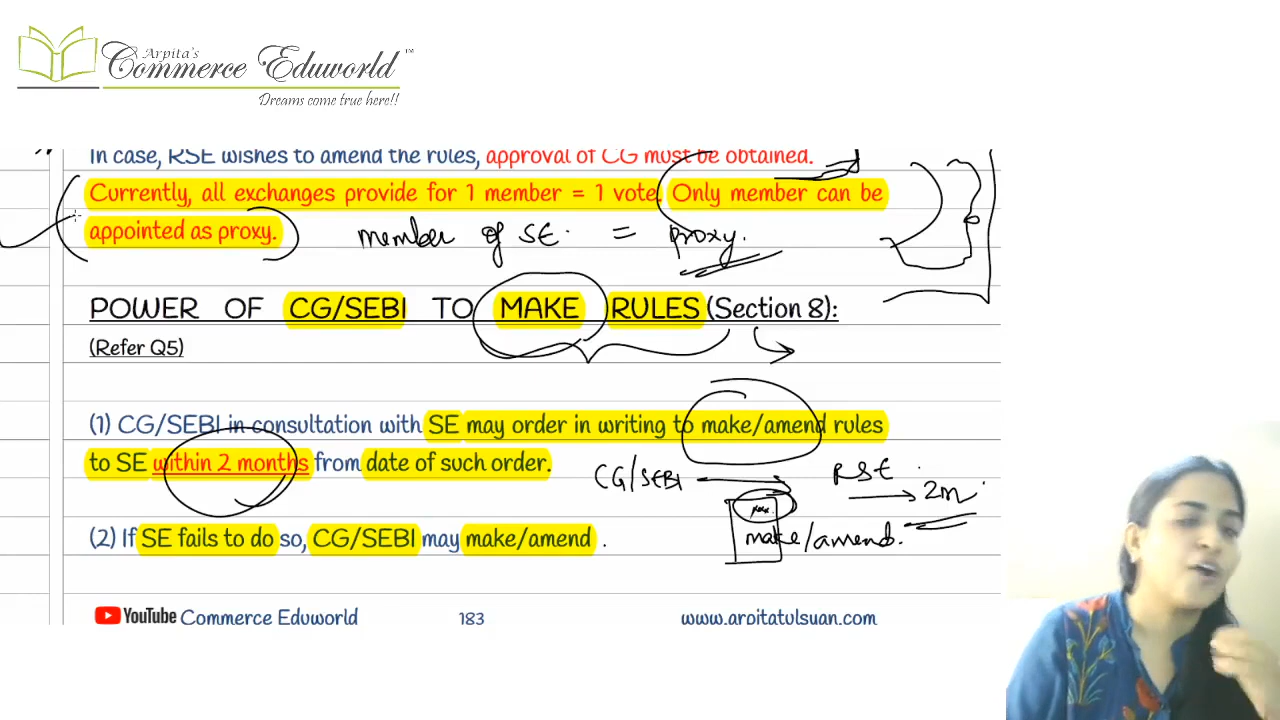 Arpita's
Commerce Eduworld™
Dreams come true here!!
In case, RSE wishes to amend the rules, approval of CG must be obtained.
Currently, all exchanges provide for 1 member = 1 vote. Only member can be
appointed as proxy.
member of SE. = proxy.
POWER OF CG/SEBI TO MAKE RULES (Section 8):
(Refer Q5)
(1) CG/SEBI in consultation with SE may order in writing to make/amend rules
to SE within 2 months from date of such order.
CG/SEBI RSE 2m
make/amend.
(2) If SE fails to do so, CG/SEBI may make/amend .
YouTube Commerce Eduworld 183 www.arpitatulsyan.com